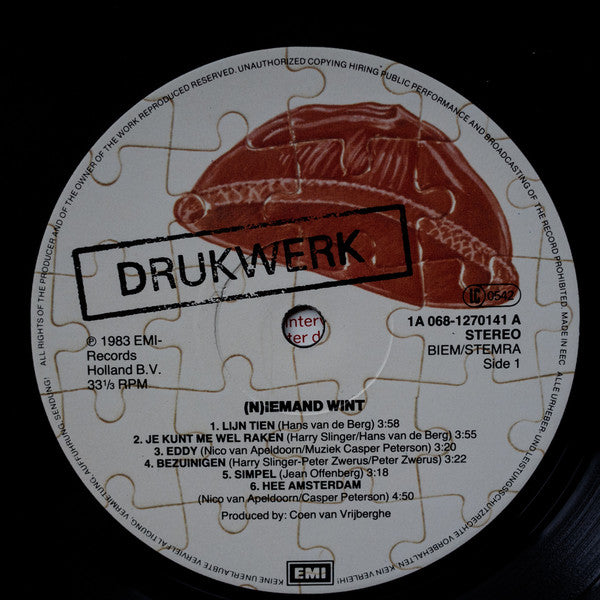 ALL RIGHTS OF THE PRODUCER AND OF THE OWNER OF THE WORK REPRODUCED RESERVED. UNAUTHORIZED COPYING HIRING PUBLIC PERFORMANCE AND BROADCASTING OF THE RECORD PROHIBITED. MADE IN EEC
DRUKWERK
LC 0542
℗ 1983 EMI-
Records
Holland B.V.
33⅓ RPM
nterv
ter d
1A 068-1270141 A
STEREO
BIEM/STEMRA
Side 1
(N)IEMAND WINT
1. LIJN TIEN (Hans van de Berg) 3:58
2. JE KUNT ME WEL RAKEN (Harry Slinger/Hans van de Berg) 3:55
3. EDDY (Nico van Apeldoorn/Muziek Casper Peterson) 3:20
4. BEZUINIGEN (Harry Slinger-Peter Zwerus/Peter Zwerus) 3:22
5. SIMPEL (Jean Offenberg) 3:18
6. HEE AMSTERDAM
(Nico van Apeldoorn/Casper Peterson) 4:50
Produced by: Coen van Vrijberghe
EMI
ALLE URHEBER- UND LEISTUNGSSCHUTZRECHTE VORBEHALTEN. KEIN VERLEIH! KEINE UNERLAUBTE VERVIELFÄLTIGUNG, VERMIETUNG, AUFFÜHRUNG, SENDUNG!